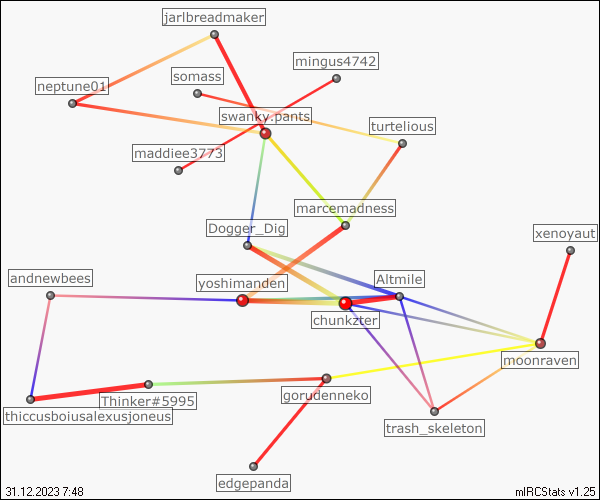 jarlbreadmaker
mingus4742
somass
neptune01
swanky.pants
turtelious
maddiee3773
marcemadness
Dogger_Dig
xenoyaut
andnewbees
yoshimanden
Altmile
chunkzter
moonraven
Thinker#5995
gorudenneko
thiccusboiusalexusjoneus
trash_skeleton
edgepanda
31.12.2023 7:48
mIRCStats v1.25